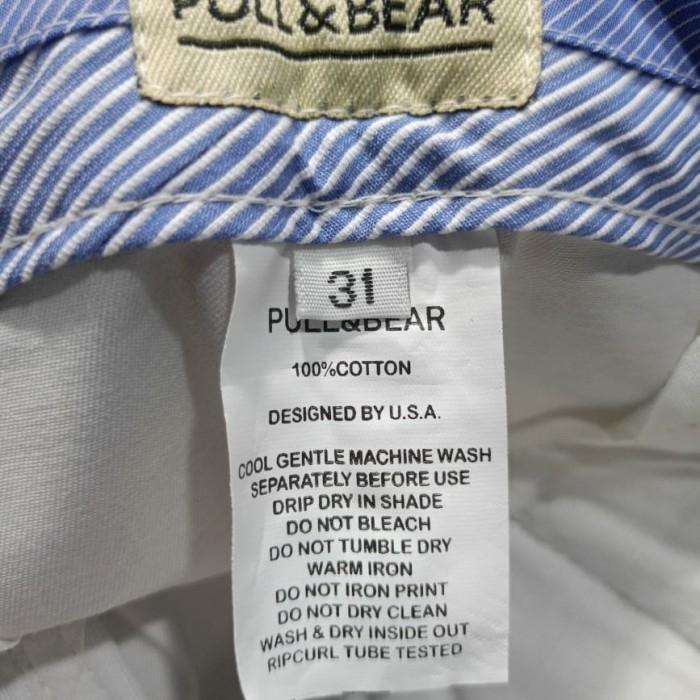 PULL&BEAR
31
PULL&BEAR
100%COTTON
DESIGNED BY U.S.A.
COOL GENTLE MACHINE WASH
SEPARATELY BEFORE USE
DRIP DRY IN SHADE
DO NOT BLEACH
DO NOT TUMBLE DRY
WARM IRON
DO NOT IRON PRINT
DO NOT DRY CLEAN
WASH & DRY INSIDE OUT
RIPCURL TUBE TESTED